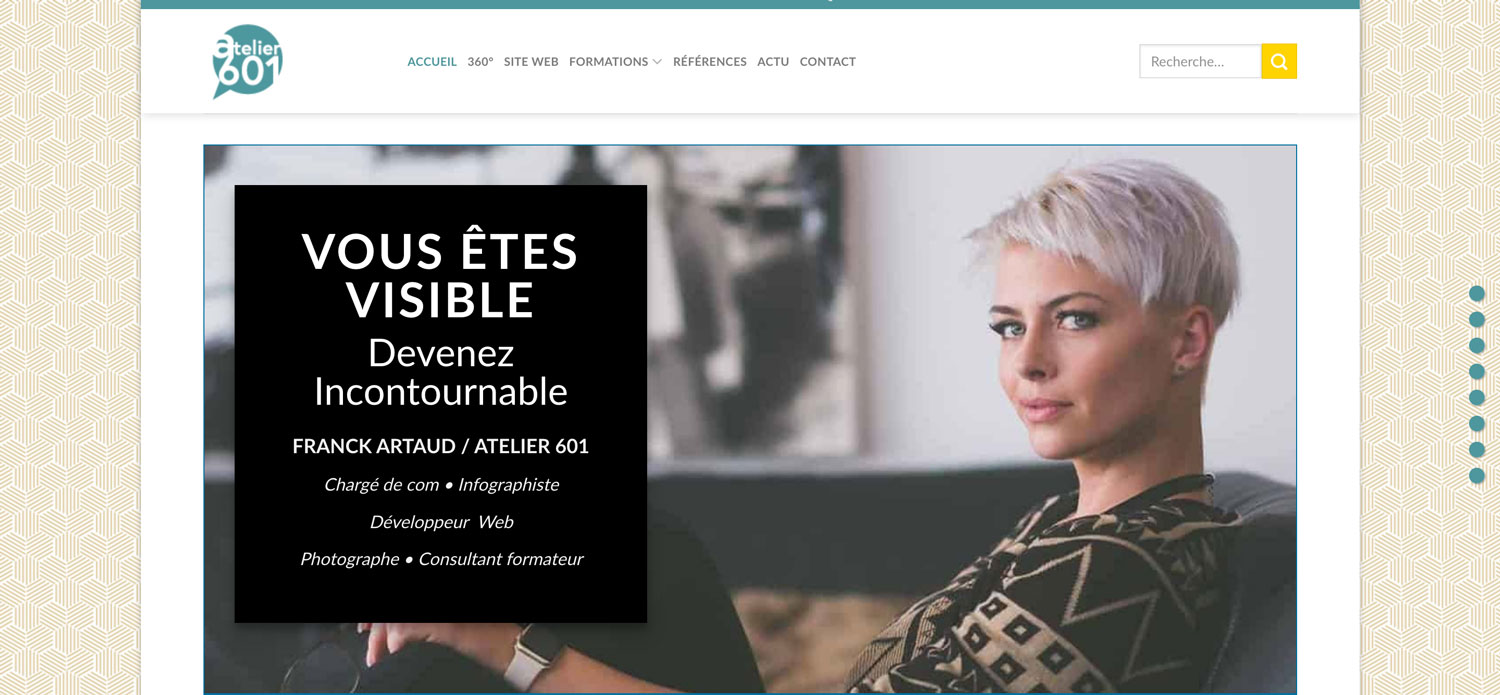 atelier
601
ACCUEIL 360° SITE WEB FORMATIONS RÉFÉRENCES ACTU CONTACT
Recherche...
VOUS ÊTES
VISIBLE
Devenez
Incontournable
FRANCK ARTAUD / ATELIER 601
Chargé de com • Infographiste
Développeur Web
Photographe • Consultant formateur